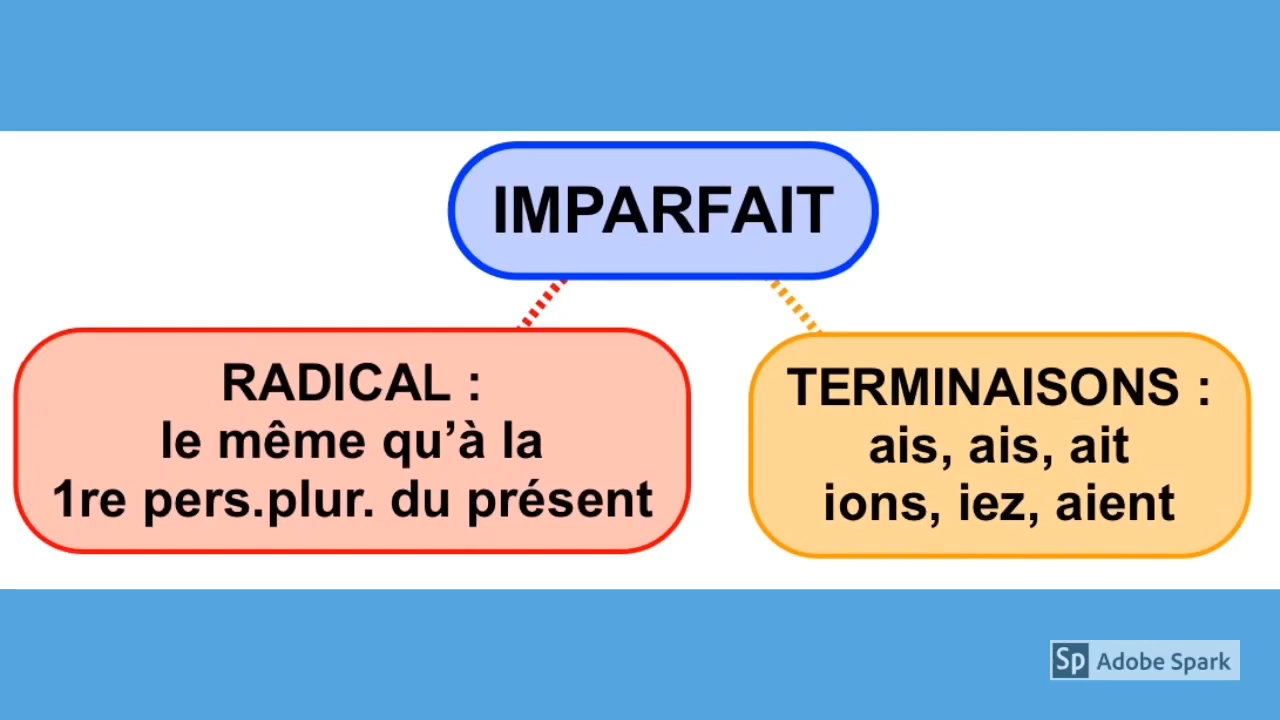 IMPARFAIT
RADICAL :
le même qu’à la
1re pers.plur. du présent
TERMINAISONS :
ais, ais, ait
ions, iez, aient
Sp Adobe Spark